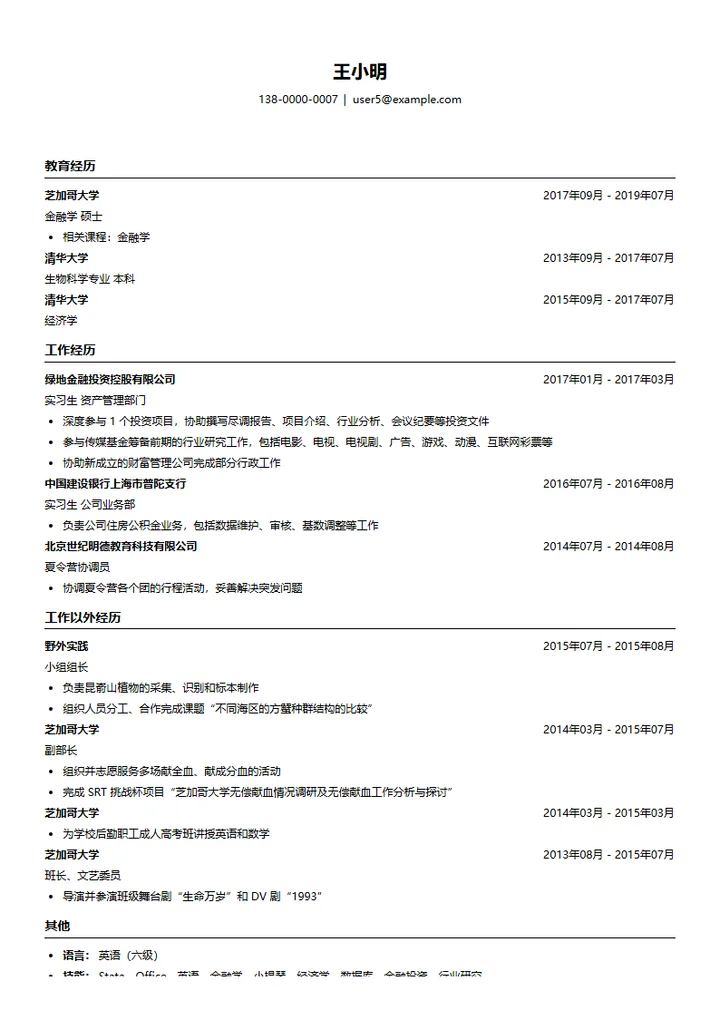 王小明
138-0000-0007 | user5@example.com
教育经历
芝加哥大学 2017年09月 - 2019年07月
金融学 硕士
• 相关课程：金融学
清华大学 2013年09月 - 2017年07月
生物科学专业 本科
清华大学 2015年09月 - 2017年07月
经济学
工作经历
绿地金融投资控股有限公司 2017年01月 - 2017年03月
实习生 资产管理部门
• 深度参与 1 个投资项目，协助撰写尽调报告、项目介绍、行业分析、会议纪要等投资文件
• 参与传媒基金筹备前期的行业研究工作，包括电影、电视、电视剧、广告、游戏、动漫、互联网彩票等
• 协助新成立的财富管理公司完成部分行政工作
中国建设银行上海市普陀支行 2016年07月 - 2016年08月
实习生 公司业务部
• 负责公司住房公积金业务，包括数据维护、审核、基数调整等工作
北京世纪明德教育科技有限公司 2014年07月 - 2014年08月
夏令营协调员
• 协调夏令营各个团的行程活动，妥善解决突发问题
工作以外经历
野外实践 2015年07月 - 2015年08月
小组组长
• 负责昆嵛山植物的采集、识别和标本制作
• 组织人员分工、合作完成课题“不同海区的方蟹种群结构的比较”
芝加哥大学 2014年03月 - 2015年07月
副部长
• 组织并志愿服务多场献全血、献成分血的活动
• 完成 SRT 挑战杯项目“芝加哥大学无偿献血情况调研及无偿献血工作分析与探讨”
芝加哥大学 2014年03月 - 2015年03月
• 为学校后勤职工成人高考班讲授英语和数学
芝加哥大学 2013年08月 - 2015年07月
班长、文艺委员
• 导演并参演班级舞台剧“生命万岁”和 DV 剧“1993”
其他
• 语言： 英语（六级）
• 技能： Stata、Office、英语、金融学、小提琴、经济学、数据库、金融投资、行业研究